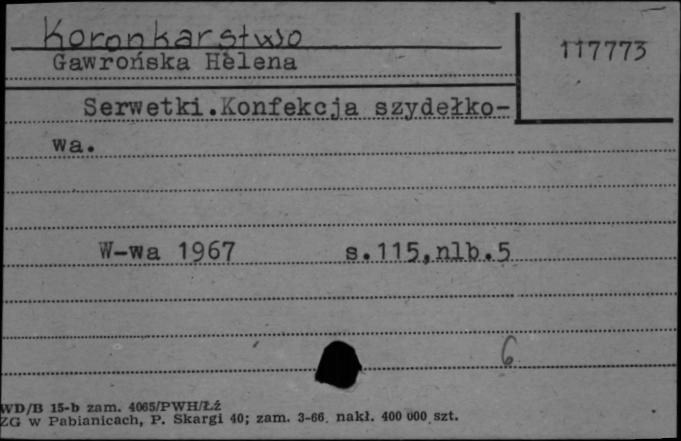 Koronkarstwo
117773
Gawrońska Helena
Serwetki.Konfekcja szydełko-
wa.
W-wa 1967 s.115,nlb.5
6
WD/B 15-b zam. 4065/PWH/Łź
ZG w Pabianicach, P. Skargi 40; zam. 3-66. nakł. 400 000 szt.